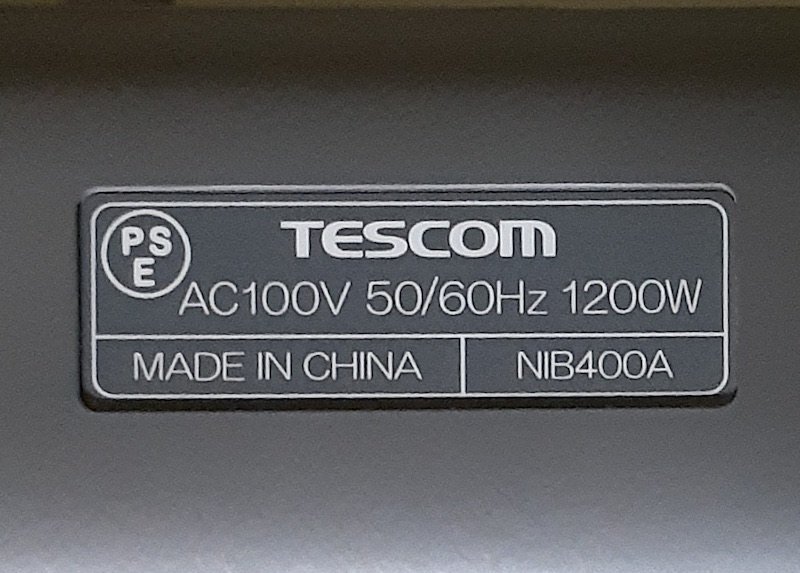 PS
E
TESCOM
AC100V 50/60Hz 1200W
MADE IN CHINA
NIB400A